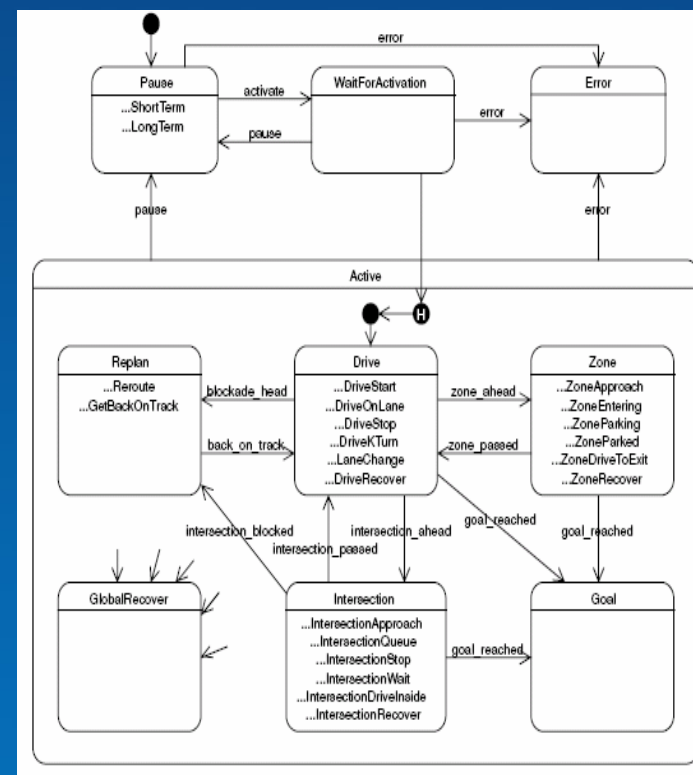 error
Pause
...ShortTerm
...LongTerm
activate
pause
WaitForActivation
error
Error
pause
error
Active
H
Replan
...Reroute
...GetBackOnTrack
blockade_head
back_on_track
Drive
...DriveStart
...DriveOnLane
...DriveStop
...DriveKTurn
...LaneChange
...DriveRecover
zone_ahead
zone_passed
Zone
...ZoneApproach
...ZoneEntering
...ZoneParking
...ZoneParked
...ZoneDriveToExit
...ZoneRecover
intersection_blocked
intersection_passed
intersection_ahead
goal_reached
goal_reached
GlobalRecover
Intersection
...IntersectionApproach
...IntersectionQueue
...IntersectionStop
...IntersectionWait
...IntersectionDriveInside
...IntersectionRecover
goal_reached
Goal